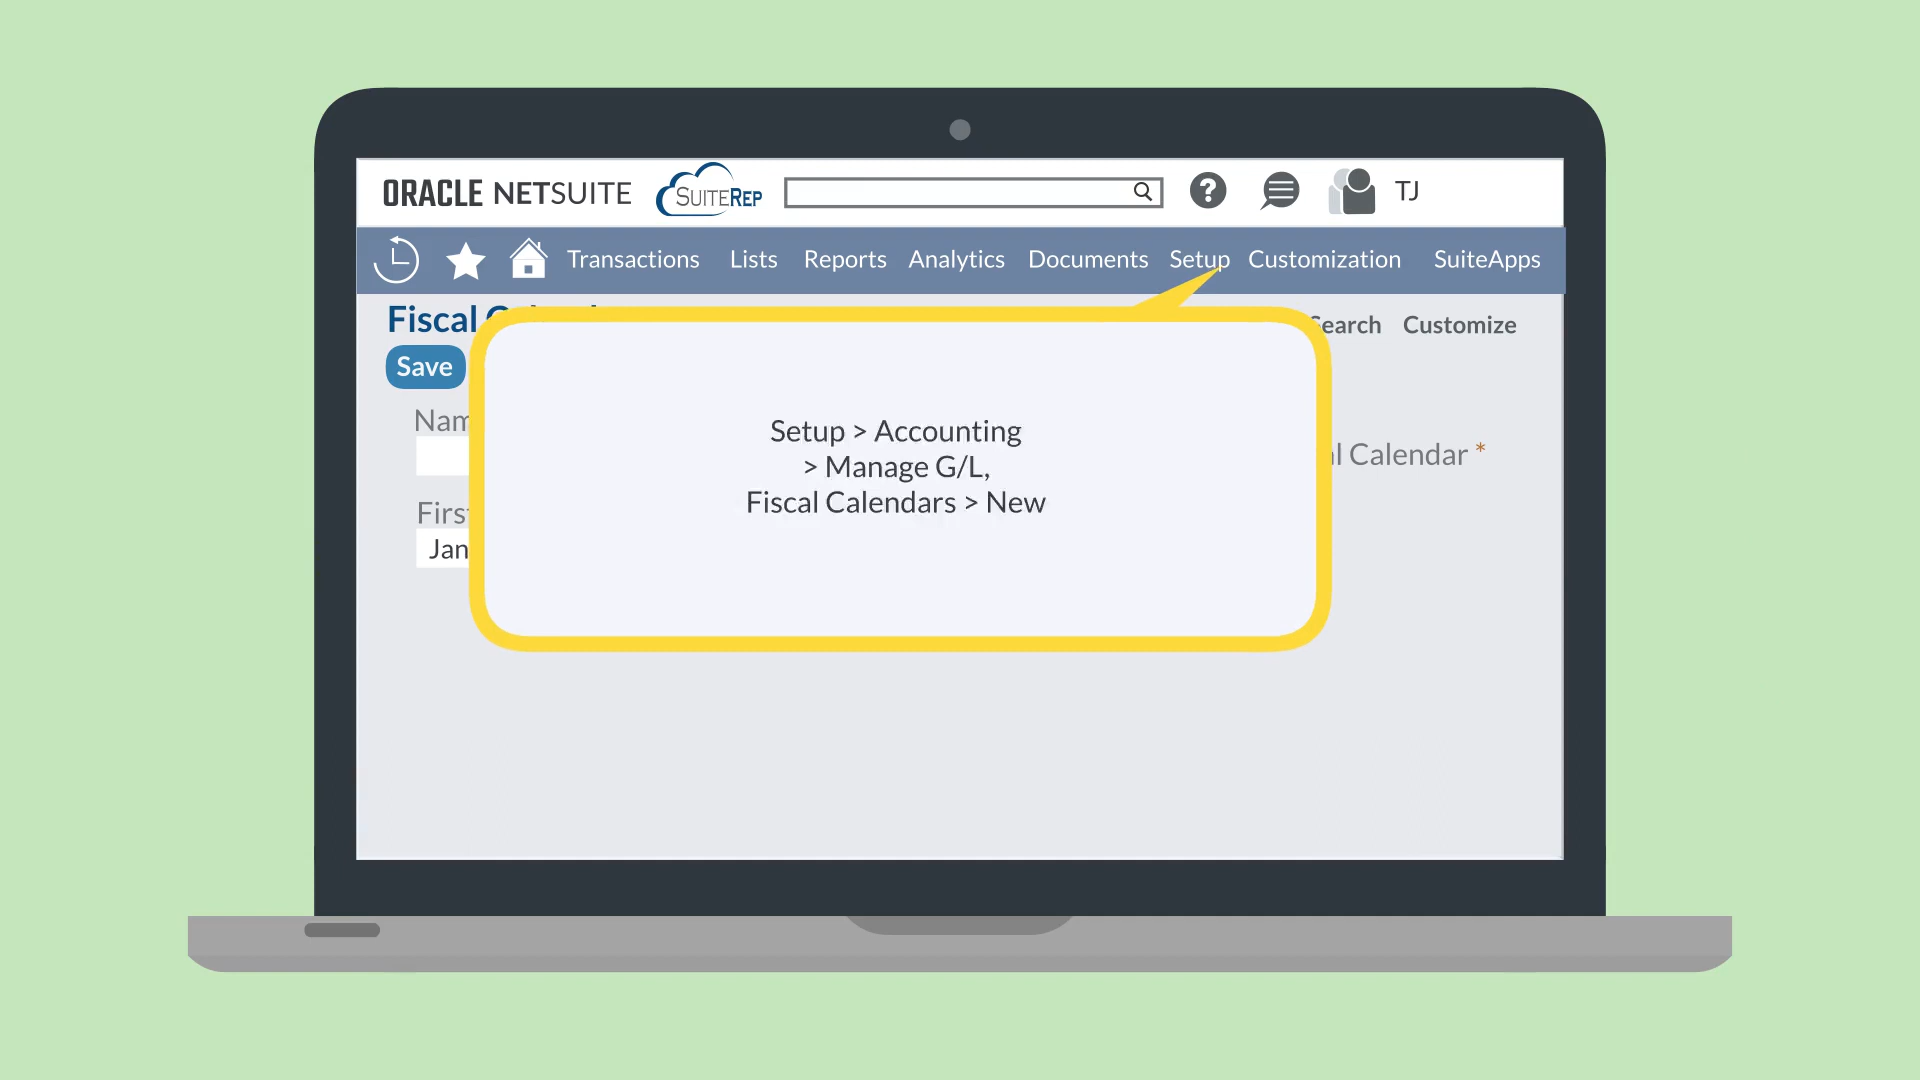 ORACLE NETSUITE SUITEREP TJ
Transactions Lists Reports Analytics Documents Setup Customization SuiteApps
Fiscal
Search Customize
Save
Setup > Accounting
> Manage G/L,
Fiscal Calendars > New
Calendar *
Jan